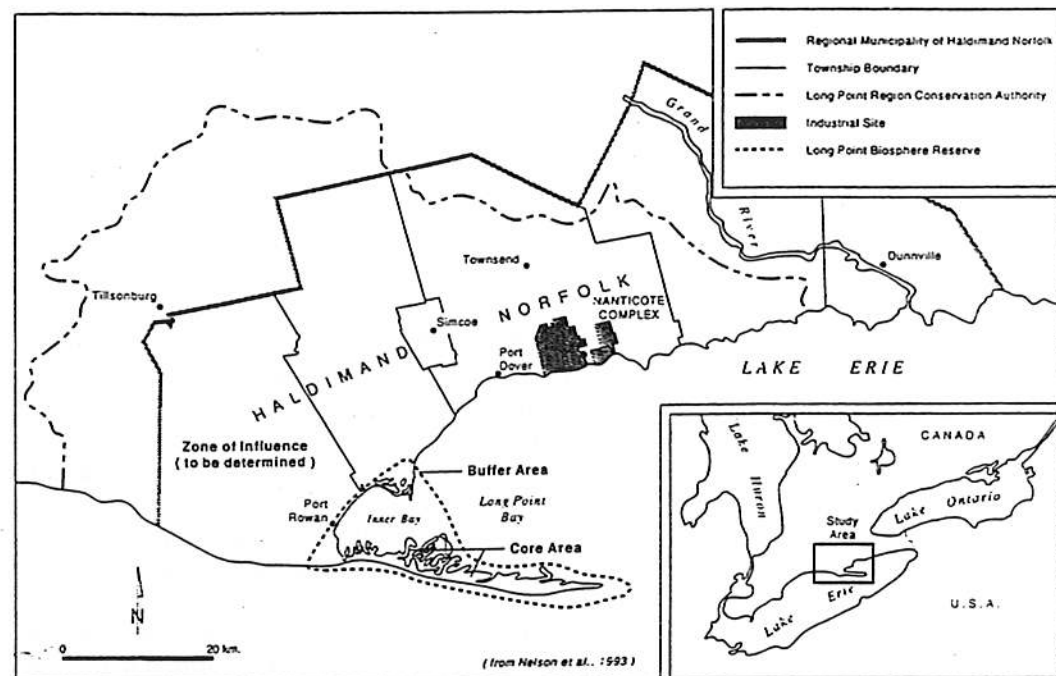 Regional Municipality of Haldimand Norfolk
Township Boundary
Long Point Region Conservation Authority
Industrial Site
Long Point Biosphere Reserve
Grand
River
Dunnville
Townsend
Tillsonburg
NORFOLK
NANTICOTE
COMPLEX
Simcoe
HALDIMAND
Port
Dover
LAKE ERIE
Zone of Influence
( to be determined )
Buffer Area
Port
Rowan
Inner Bay
Long Point
Bay
Core Area
N
0 20 km.
( from Nelson et al., 1993 )
CANADA
Lake
Huron
Lake Ontario
Study
Area
Lake Erie
U.S.A.